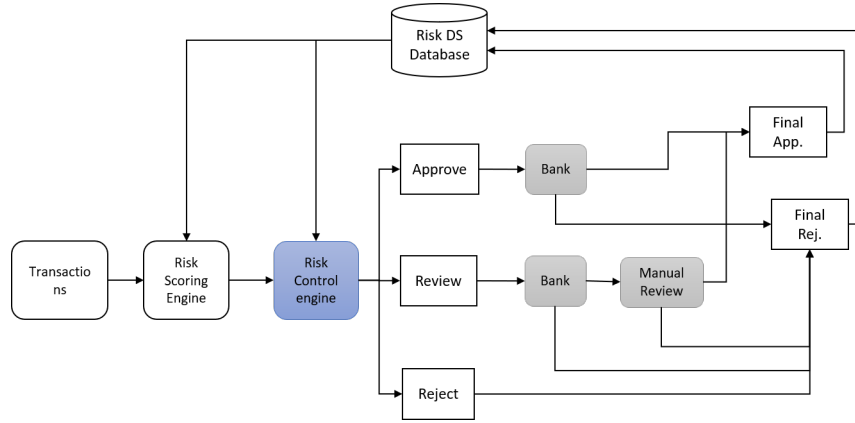 Risk DS
Database
Final
App.
Approve
Bank
Final
Rej.
Transactio
ns
Risk
Scoring
Engine
Risk
Control
engine
Review
Bank
Manual
Review
Reject